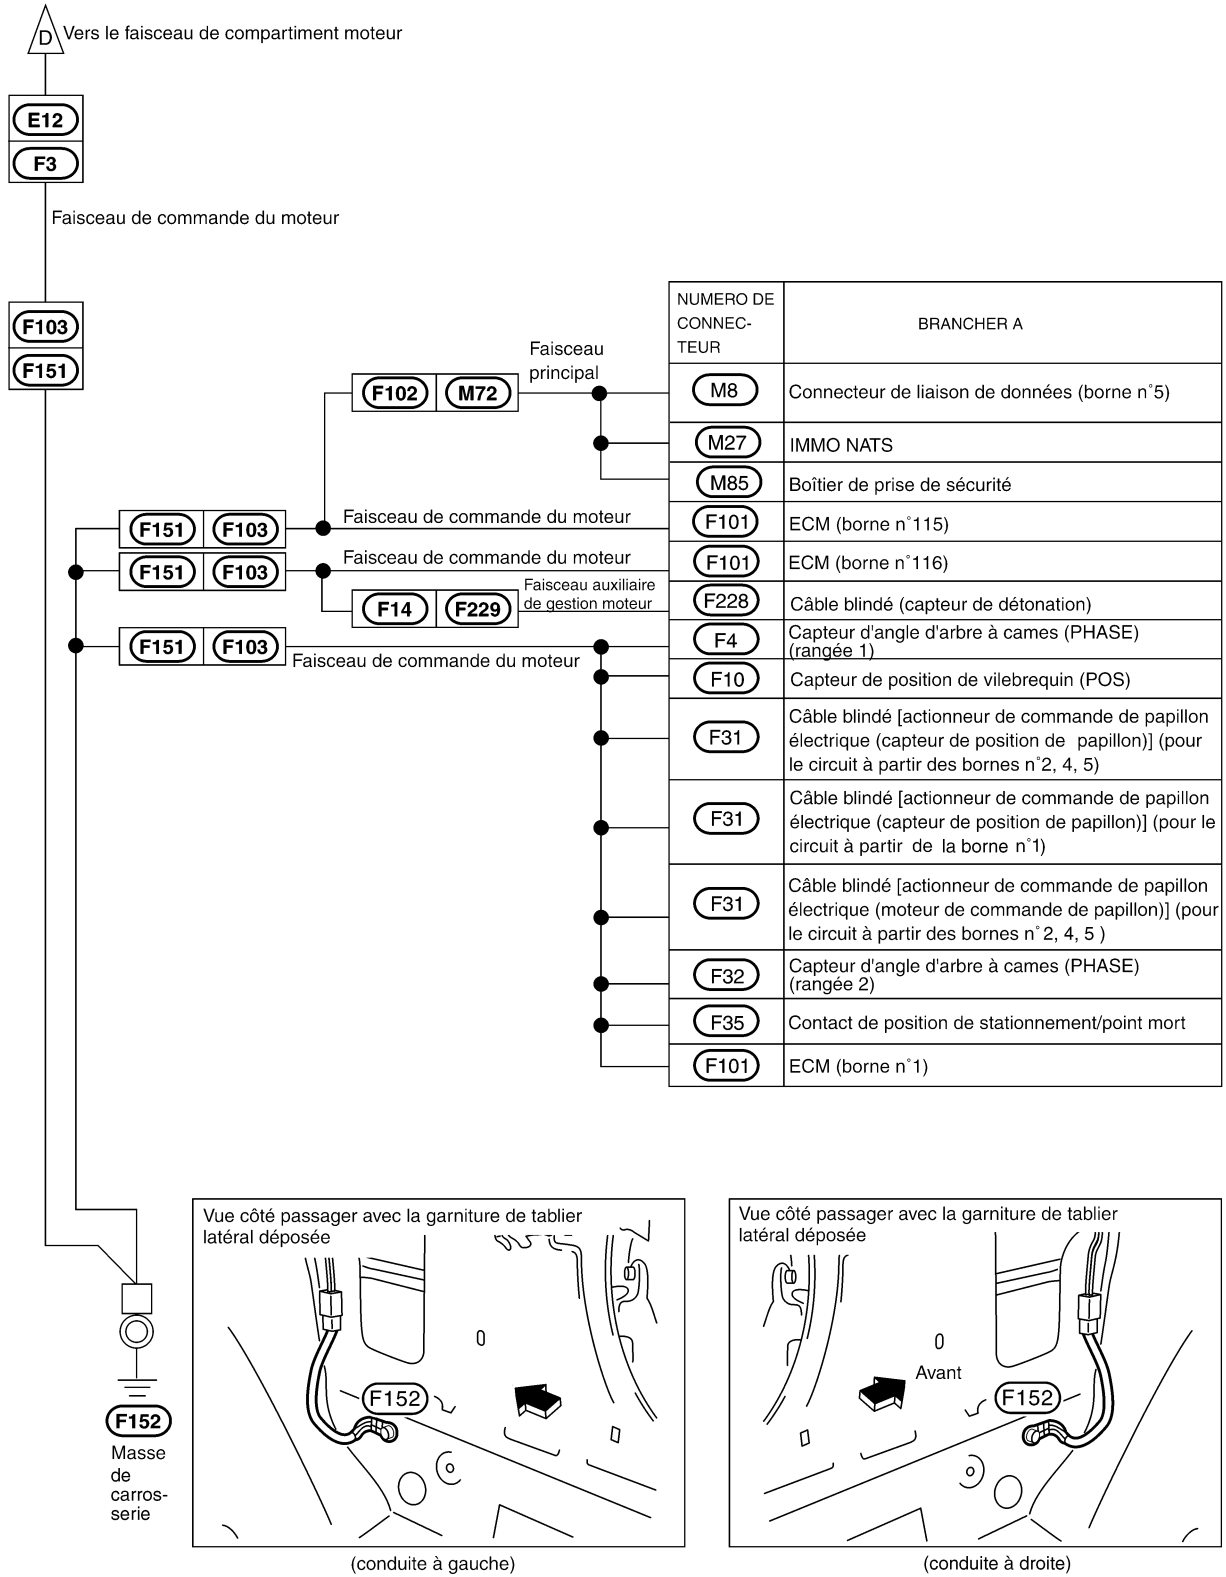 D
Vers le faisceau de compartiment moteur
E12
F3
Faisceau de commande du moteur
F103
F151
NUMERO DE
CONNEC-
TEUR
BRANCHER A
Faisceau
principal
F102
M72
M8
Connecteur de liaison de données (borne n°5)
M27
IMMO NATS
M85
Boîtier de prise de sécurité
F151
F103
Faisceau de commande du moteur
F101
ECM (borne n°115)
F151
F103
Faisceau de commande du moteur
F101
ECM (borne n°116)
F14
F229
Faisceau auxiliaire
de gestion moteur
F228
Câble blindé (capteur de détonation)
F151
F103
Faisceau de commande du moteur
F4
Capteur d'angle d'arbre à cames (PHASE)
(rangée 1)
F10
Capteur de position de vilebrequin (POS)
F31
Câble blindé [actionneur de commande de papillon
électrique (capteur de position de papillon)] (pour
le circuit à partir des bornes n°2, 4, 5)
F31
Câble blindé [actionneur de commande de papillon
électrique (capteur de position de papillon)] (pour le
circuit à partir de la borne n°1)
F31
Câble blindé [actionneur de commande de papillon
électrique (moteur de commande de papillon)] (pour
le circuit à partir des bornes n°2, 4, 5 )
F32
Capteur d'angle d'arbre à cames (PHASE)
(rangée 2)
F35
Contact de position de stationnement/point mort
F101
ECM (borne n°1)
F152
Masse
de
carros-
serie
Vue côté passager avec la garniture de tablier
latéral déposée
F152
(conduite à gauche)
Vue côté passager avec la garniture de tablier
latéral déposée
Avant
F152
(conduite à droite)